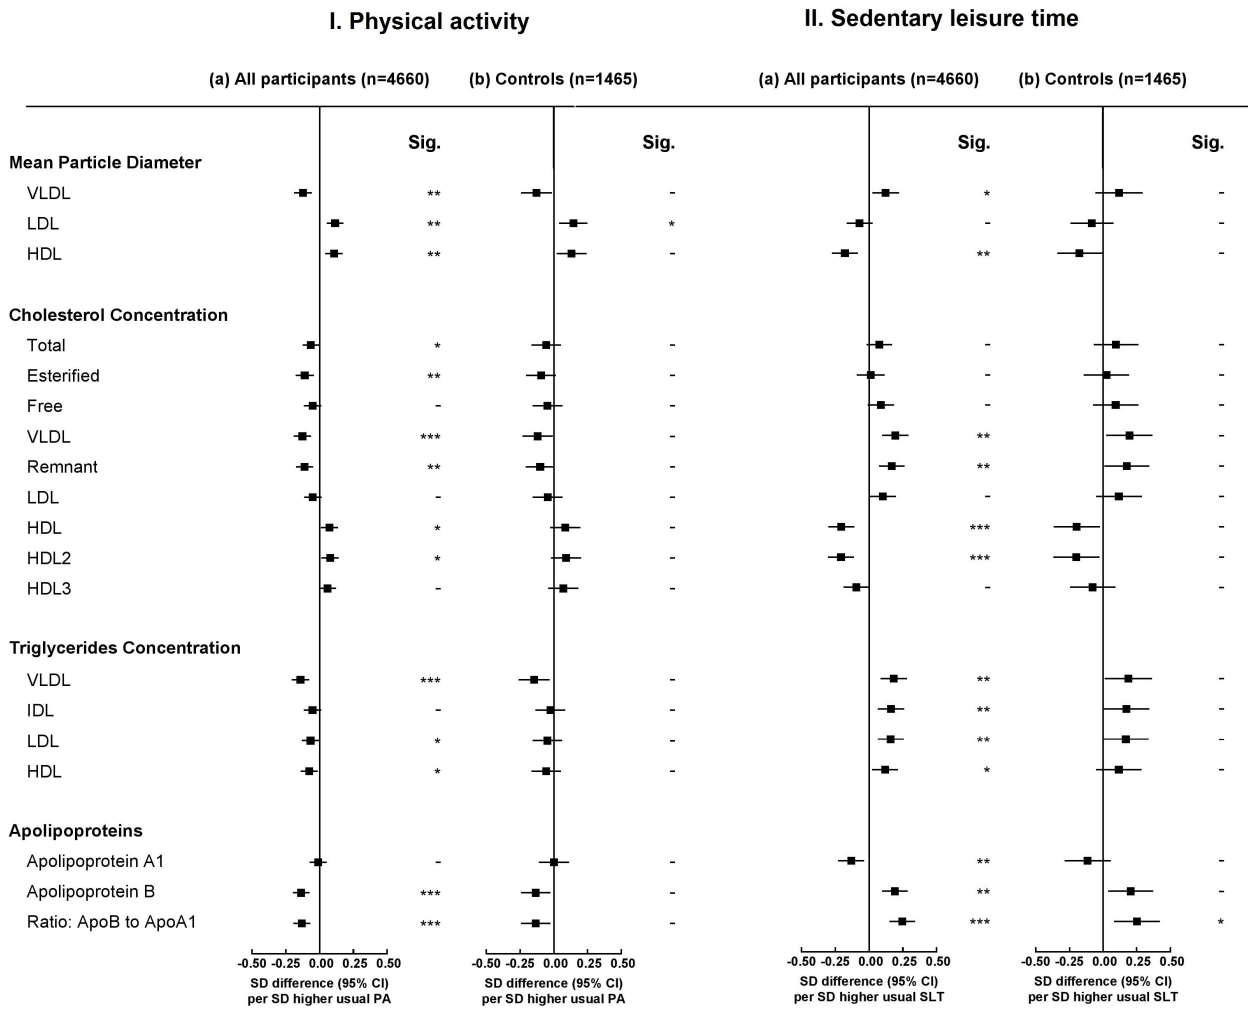 I. Physical activity II. Sedentary leisure time
(a) All participants (n=4660) (b) Controls (n=1465) (a) All participants (n=4660) (b) Controls (n=1465)
Sig. Sig. Sig. Sig.
Mean Particle Diameter
VLDL ** - * -
LDL ** * - -
HDL ** - ** -
Cholesterol Concentration
Total * - - -
Esterified ** - - -
Free - - - -
VLDL *** - ** -
Remnant ** - ** -
LDL - - - -
HDL * - *** -
HDL2 * - *** -
HDL3 - - - -
Triglycerides Concentration
VLDL *** - ** -
IDL - - ** -
LDL * - ** -
HDL * - * -
Apolipoproteins
Apolipoprotein A1 - - ** -
Apolipoprotein B *** - ** -
Ratio: ApoB to ApoA1 *** - *** *
-0.50 -0.25 0.00 0.25 0.50 -0.50 -0.25 0.00 0.25 0.50 -0.50 -0.25 0.00 0.25 0.50 -0.50 -0.25 0.00 0.25 0.50
SD difference (95% CI) SD difference (95% CI) SD difference (95% CI) SD difference (95% CI)
per SD higher usual PA per SD higher usual PA per SD higher usual SLT per SD higher usual SLT